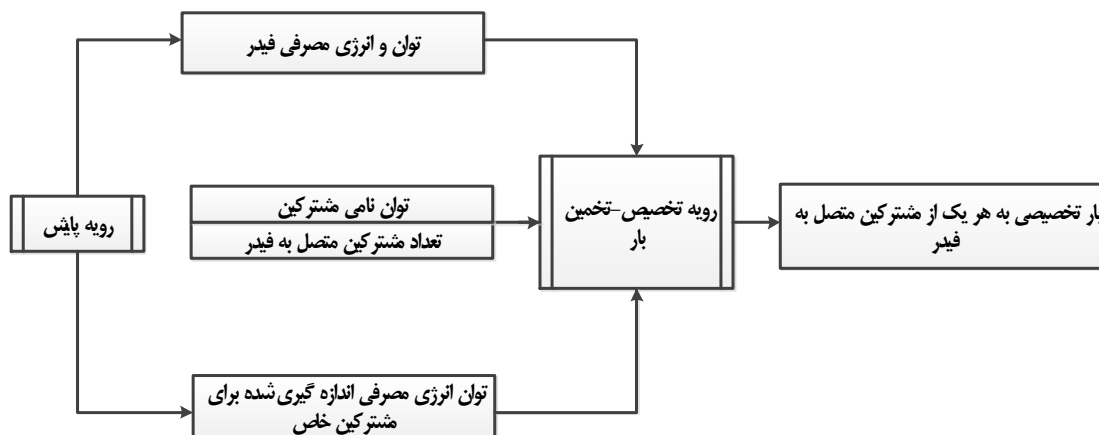 توان و انرژی مصرفی فیدر
رویه پایش
توان نامی مشترکین
تعداد مشترکین متصل به فیدر
رویه تخصیص-تخمین
بار
بار تخصیصی به هر یک از مشترکین متصل به
فیدر
توان انرژی مصرفی اندازه گیری شده برای
مشترکین خاص